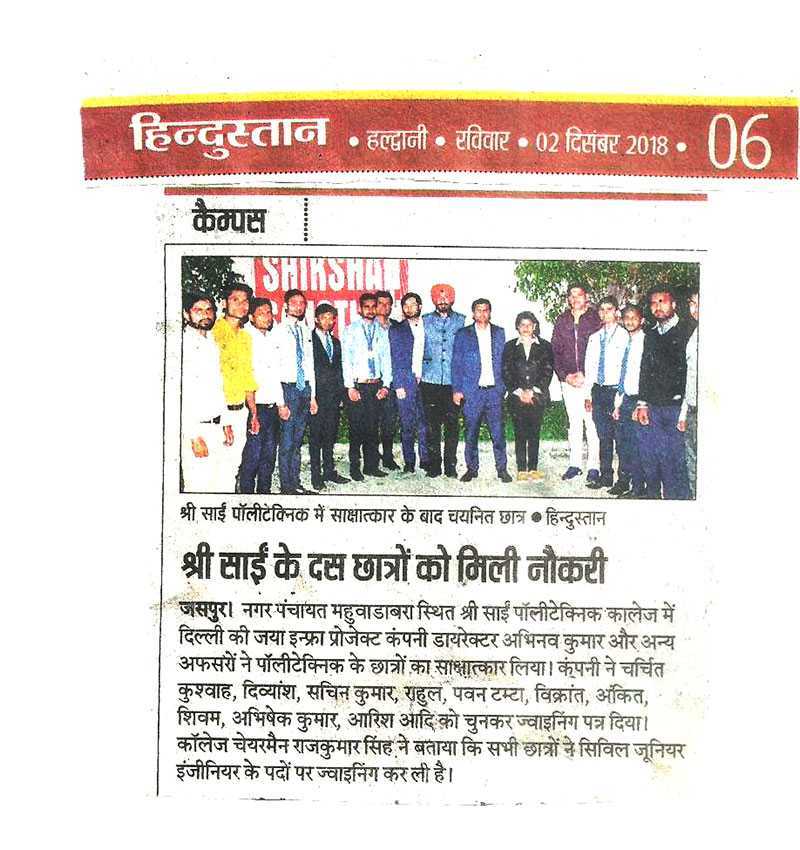 हिन्दुस्तान • हल्द्वानी • रविवार • 02 दिसंबर 2018 • 06
कैम्पस
SHIKSHA
श्री साईं पॉलीटेक्निक में साक्षात्कार के बाद चयनित छात्र ● हिन्दुस्तान
श्री साईं के दस छात्रों को मिली नौकरी
जसपुर। नगर पंचायत महुवाडाबरा स्थित श्री साईं पॉलीटेक्निक कालेज में
दिल्ली की जया इन्फ्रा प्रोजेक्ट कंपनी डायरेक्टर अभिनव कुमार और अन्य
अफसरों ने पॉलीटेक्निक के छात्रों का साक्षात्कार लिया। कंपनी ने चर्चित
कुश्वाह, दिव्यांश, सचिन कुमार, राहुल, पवन टम्टा, विक्रांत, अंकित,
शिवम, अभिषेक कुमार, आरिश आदि को चुनकर ज्वाइनिंग पत्र दिया।
कॉलेज चेयरमैन राजकुमार सिंह ने बताया कि सभी छात्रों ने सिविल जूनियर
इंजीनियर के पदों पर ज्वाइनिंग कर ली है।